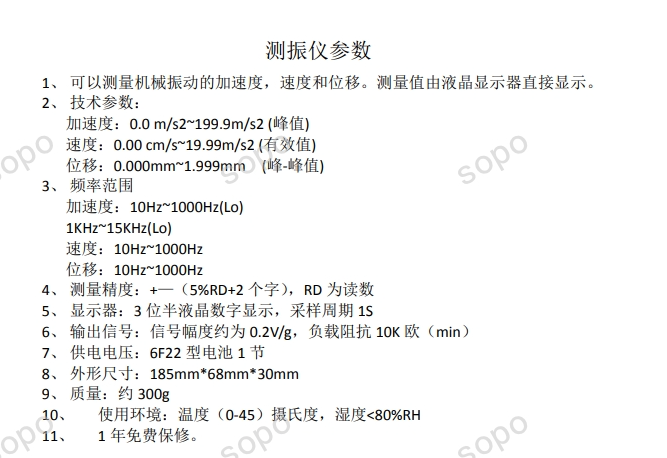 测振仪参数
1、 可以测量机械振动的加速度，速度和位移。测量值由液晶显示器直接显示。
2、 技术参数：
加速度：0.0 m/s2~199.9m/s2 (峰值)
速度：0.00 cm/s~19.99m/s2 (有效值)
位移：0.000mm~1.999mm (峰-峰值)
3、 频率范围
加速度：10Hz~1000Hz(Lo)
1KHz~15KHz(Lo)
速度：10Hz~1000Hz
位移：10Hz~1000Hz
4、 测量精度：+—（5%RD+2 个字），RD 为读数
5、 显示器：3 位半液晶数字显示，采样周期 1S
6、 输出信号：信号幅度约为 0.2V/g，负载阻抗 10K 欧（min）
7、 供电电压：6F22 型电池 1 节
8、 外形尺寸：185mm*68mm*30mm
9、 质量：约 300g
10、 使用环境：温度（0-45）摄氏度，湿度<80%RH
11、 1 年免费保修。
sopo
sopo
sopo
sopo
sopo
sopo